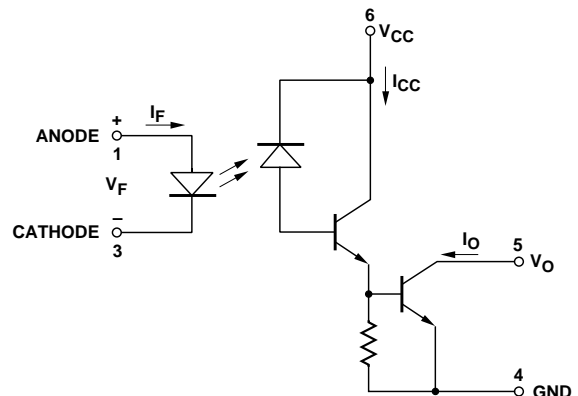 6
VCC
ICC
IF
ANODE +
1
VF
CATHODE –
3
IO
5
VO
4
GND